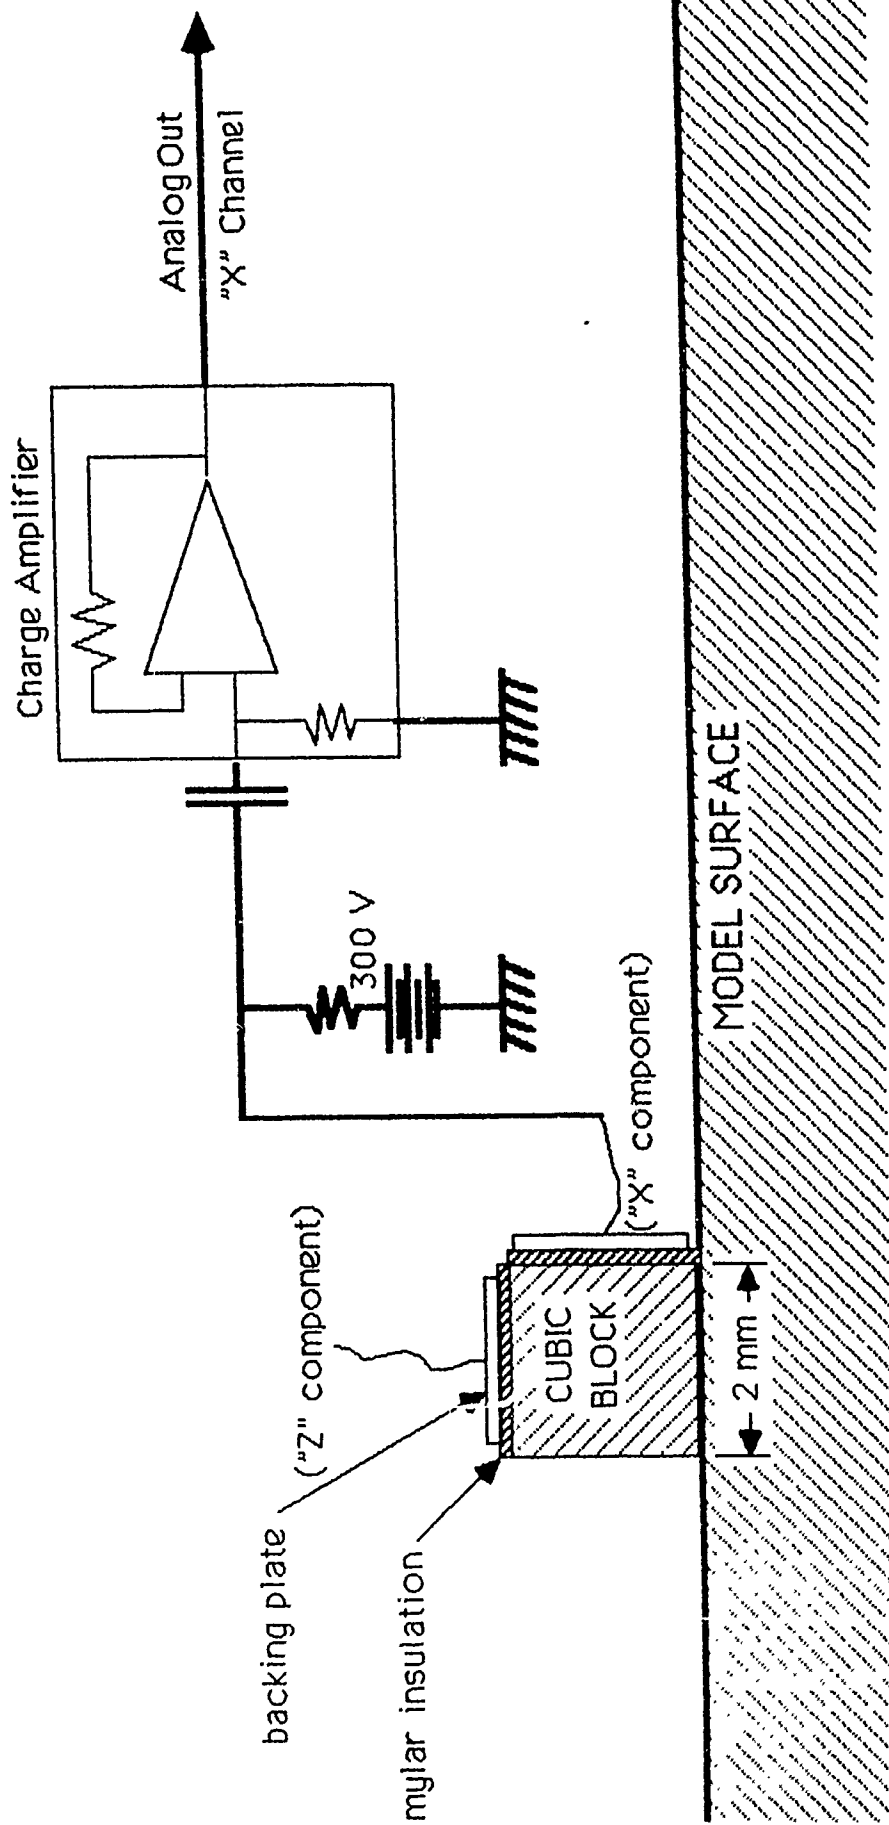 Charge Amplifier
Analog Out
"X" Channel
300 V
("Z" component)
backing plate
mylar insulation
CUBIC
BLOCK
("X" component)
2 mm
MODEL SURFACE